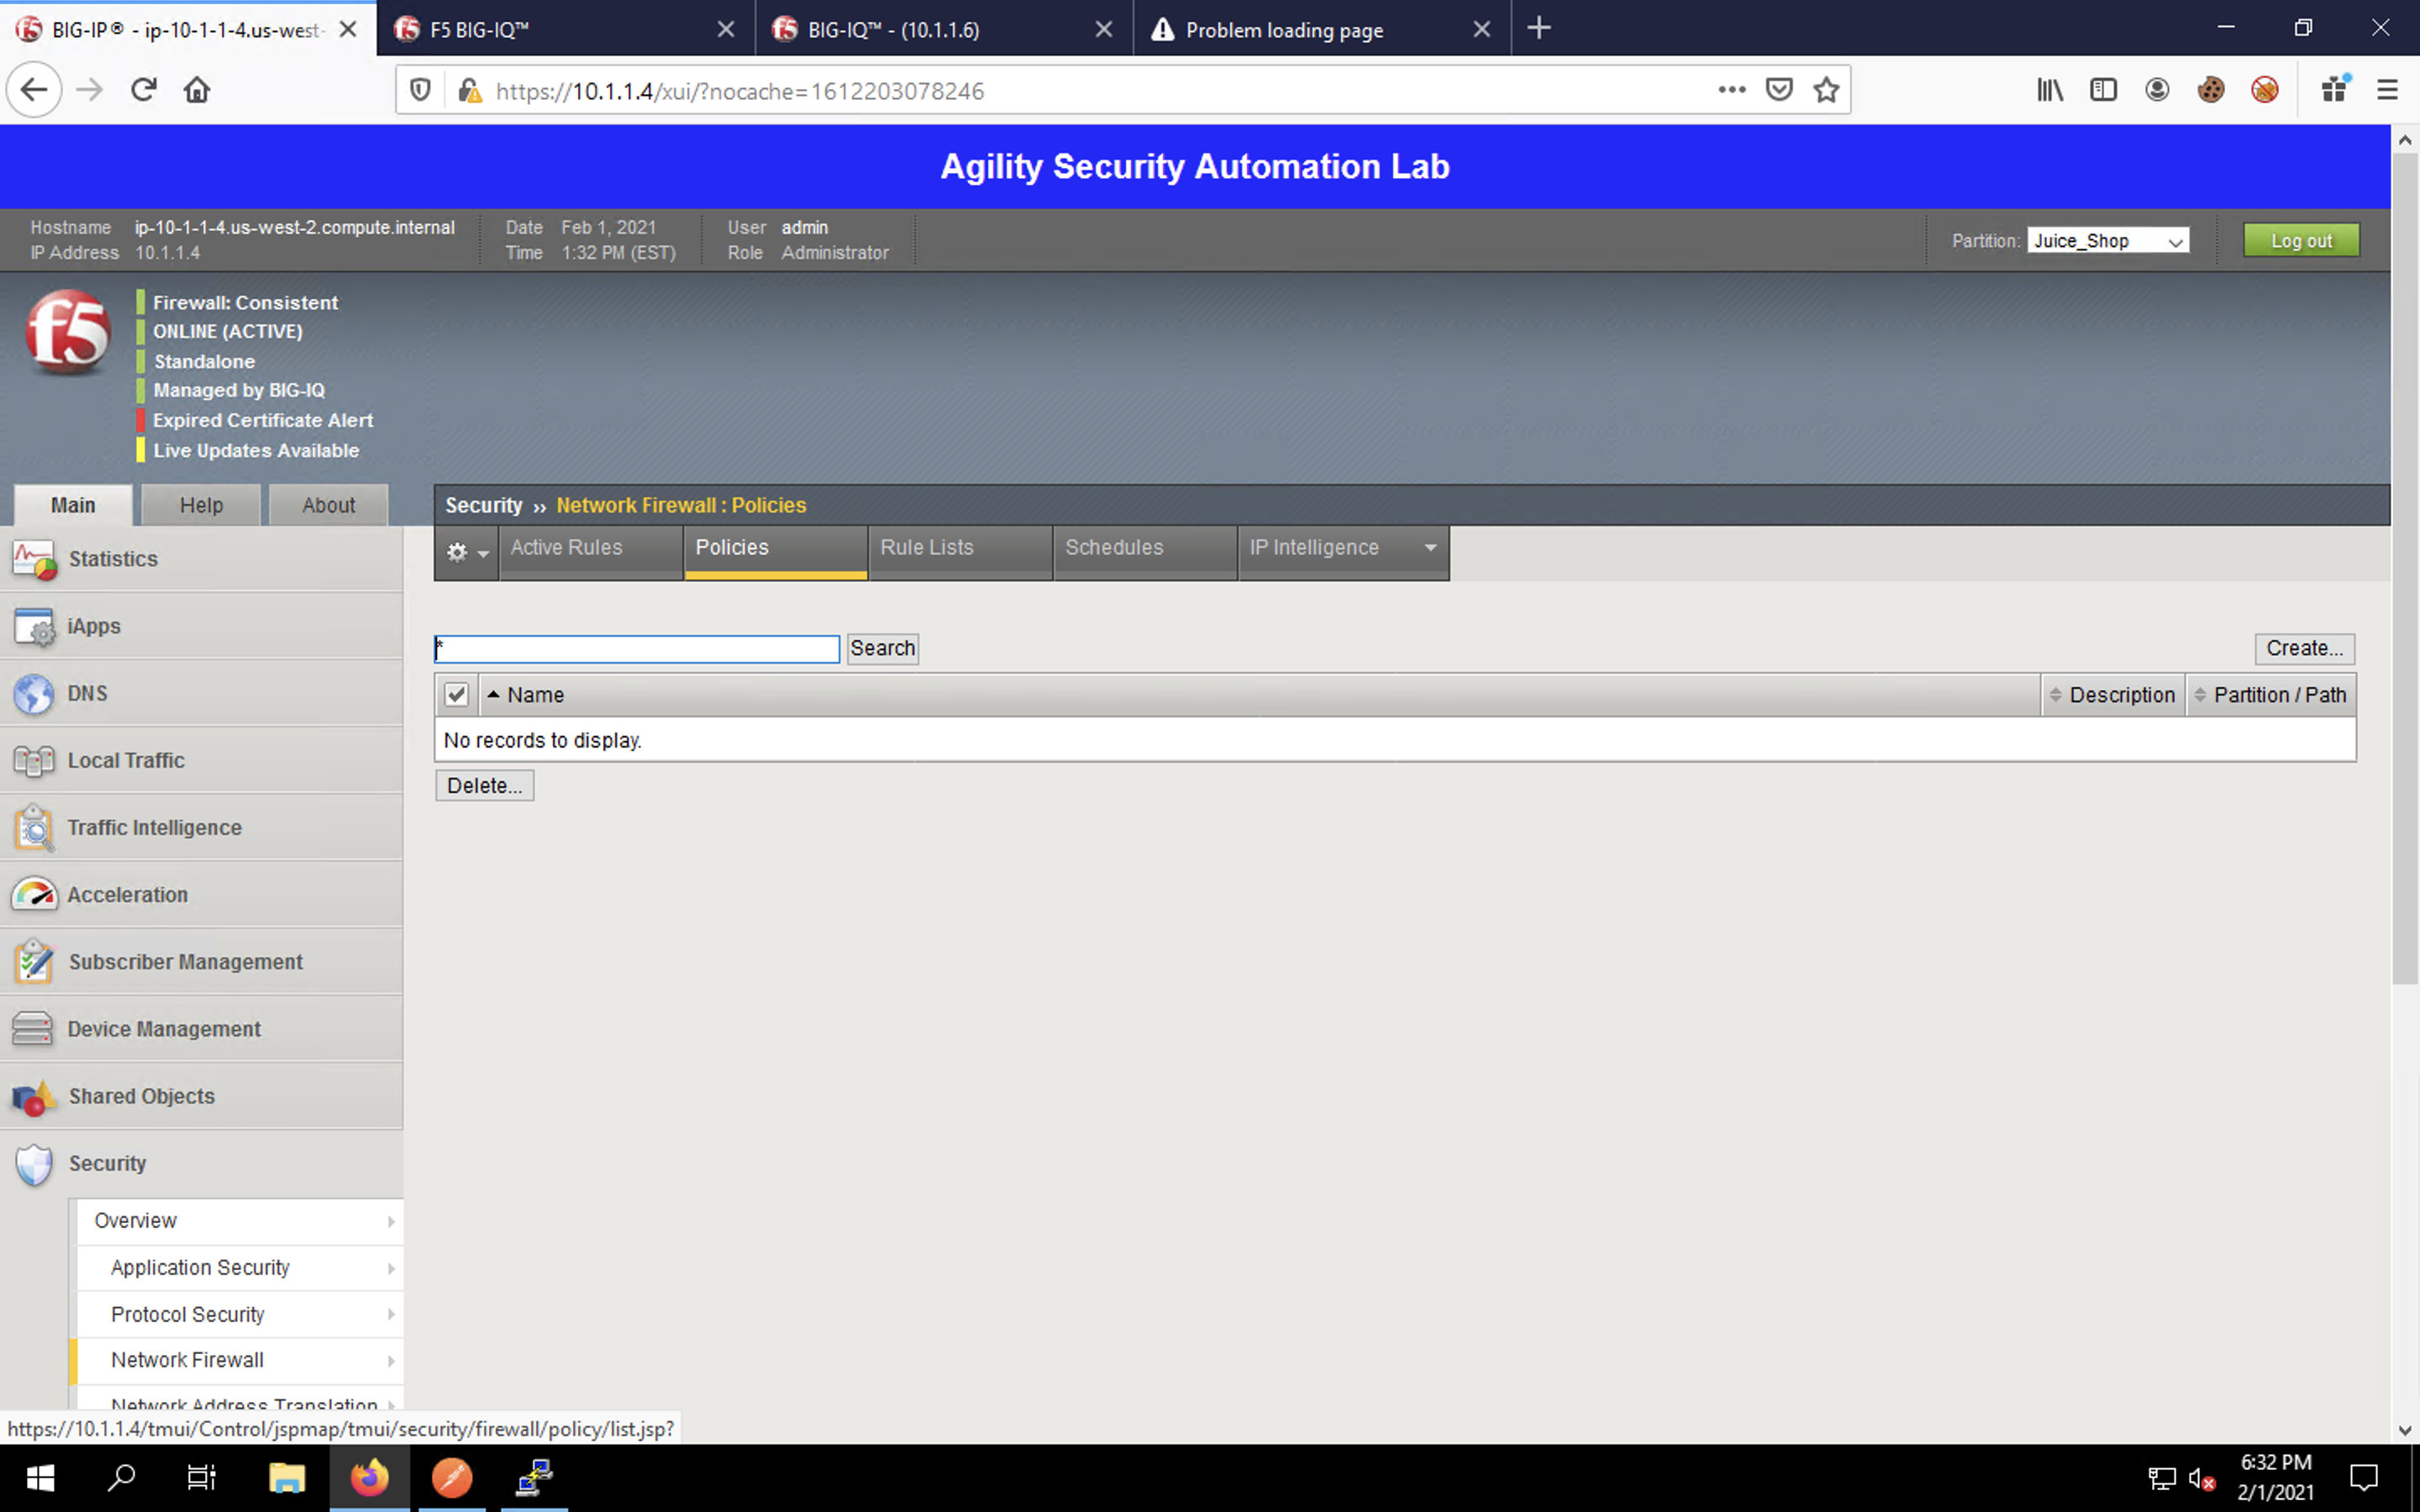 BIG-IP® - ip-10-1-1-4.us-west-
F5 BIG-IQ™
BIG-IQ™ - (10.1.1.6)
Problem loading page
https://10.1.1.4/xui/?nocache=1612203078246
Agility Security Automation Lab
Hostname ip-10-1-1-4.us-west-2.compute.internal
IP Address 10.1.1.4
Date Feb 1, 2021
Time 1:32 PM (EST)
User admin
Role Administrator
Partition: Juice_Shop
Log out
f5
Firewall: Consistent
ONLINE (ACTIVE)
Standalone
Managed by BIG-IQ
Expired Certificate Alert
Live Updates Available
Main Help About
Security ›› Network Firewall : Policies
Active Rules Policies Rule Lists Schedules IP Intelligence
* Search Create...
Name Description Partition / Path
No records to display.
Delete...
Statistics
iApps
DNS
Local Traffic
Traffic Intelligence
Acceleration
Subscriber Management
Device Management
Shared Objects
Security
Overview
Application Security
Protocol Security
Network Firewall
Network Address Translation
https://10.1.1.4/tmui/Control/jspmap/tmui/security/firewall/policy/list.jsp?
6:32 PM
2/1/2021